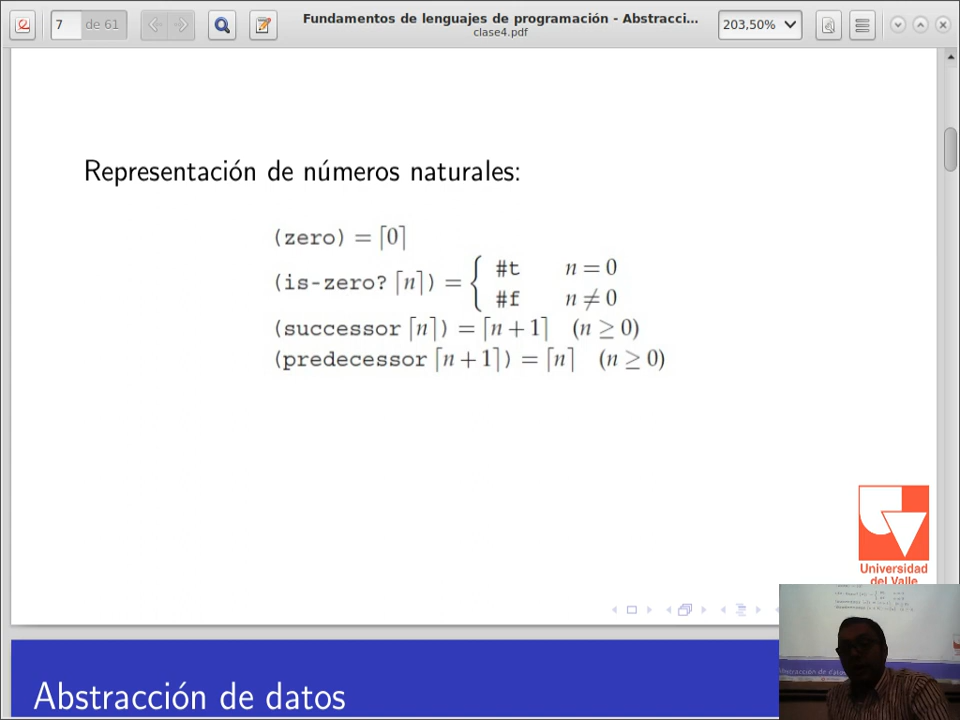 7 de 61
Fundamentos de lenguajes de programación - Abstracci...
clase4.pdf
203,50%
Representación de números naturales:
(zero) = ⌈0⌉
(is-zero? ⌈n⌉) = { #t n = 0
#f n ≠ 0
(successor ⌈n⌉) = ⌈n + 1⌉ (n ≥ 0)
(predecessor ⌈n + 1⌉) = ⌈n⌉ (n ≥ 0)
Universidad
del Valle
Abstracción de datos